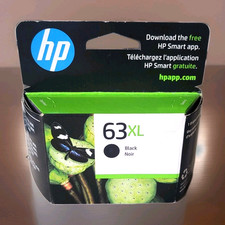 hp
Download the free
HP Smart app.
Téléchargez l'application
HP Smart gratuite.
hpapp.com
63XL
Black
Noir